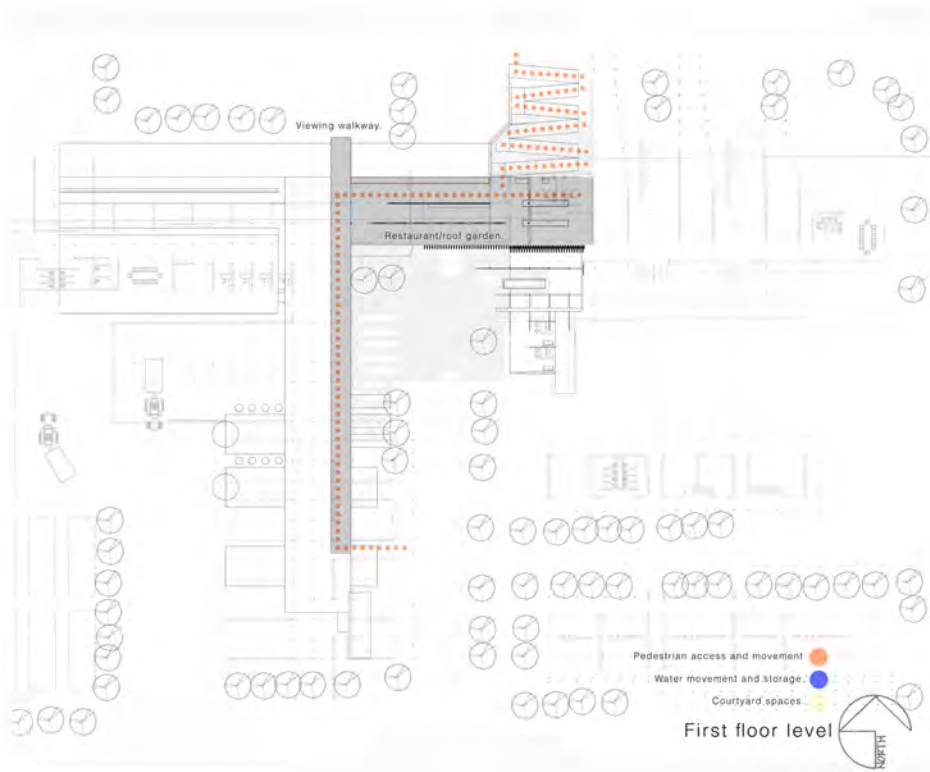 Viewing walkway.
Restaurant/roof garden.
Pedestrian access and movement
Water movement and storage.
Courtyard spaces
First floor level
NORTH